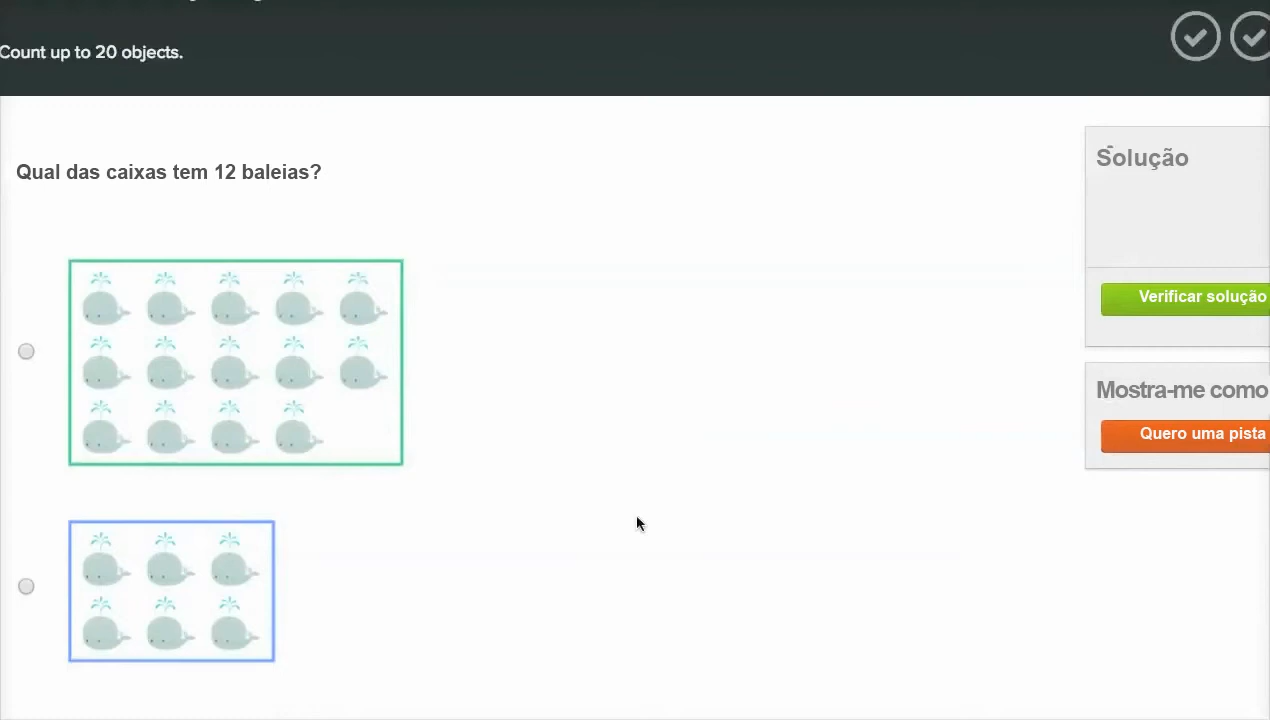 Count up to 20 objects.
Qual das caixas tem 12 baleias?
Solução
Verificar solução
Mostra-me como
Quero uma pista